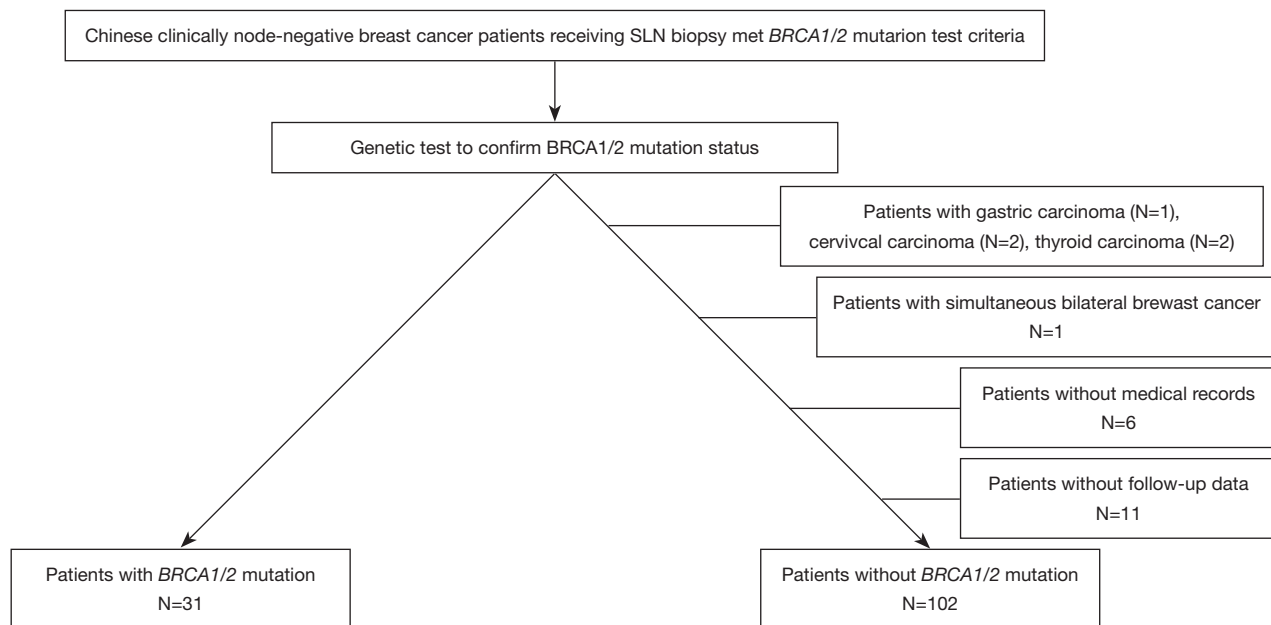 Chinese clinically node-negative breast cancer patients receiving SLN biopsy met BRCA1/2 mutarion test criteria
Genetic test to confirm BRCA1/2 mutation status
Patients with gastric carcinoma (N=1),
cervivcal carcinoma (N=2), thyroid carcinoma (N=2)
Patients with simultaneous bilateral brewast cancer
N=1
Patients without medical records
N=6
Patients without follow-up data
N=11
Patients with BRCA1/2 mutation
N=31
Patients without BRCA1/2 mutation
N=102